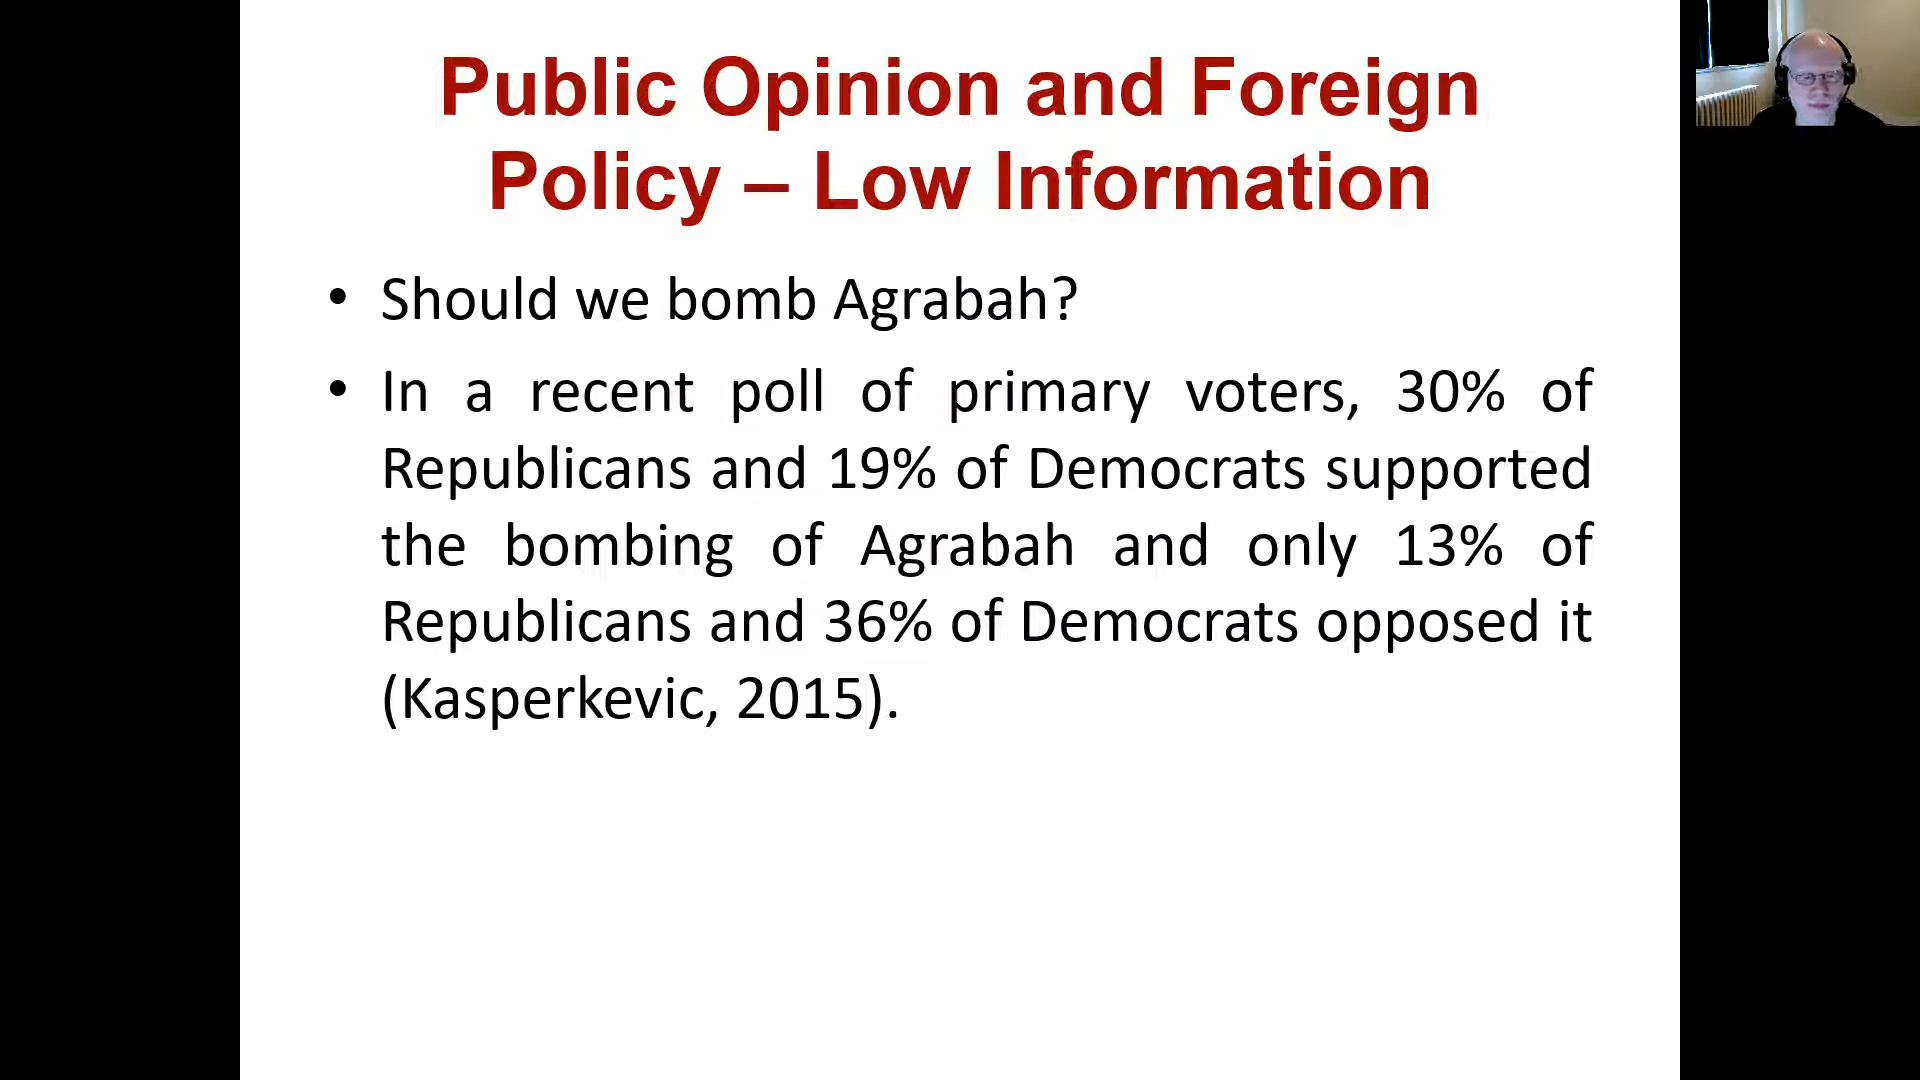 Public Opinion and Foreign
Policy – Low Information
• Should we bomb Agrabah?
• In a recent poll of primary voters, 30% of
Republicans and 19% of Democrats supported
the bombing of Agrabah and only 13% of
Republicans and 36% of Democrats opposed it
(Kasperkevic, 2015).